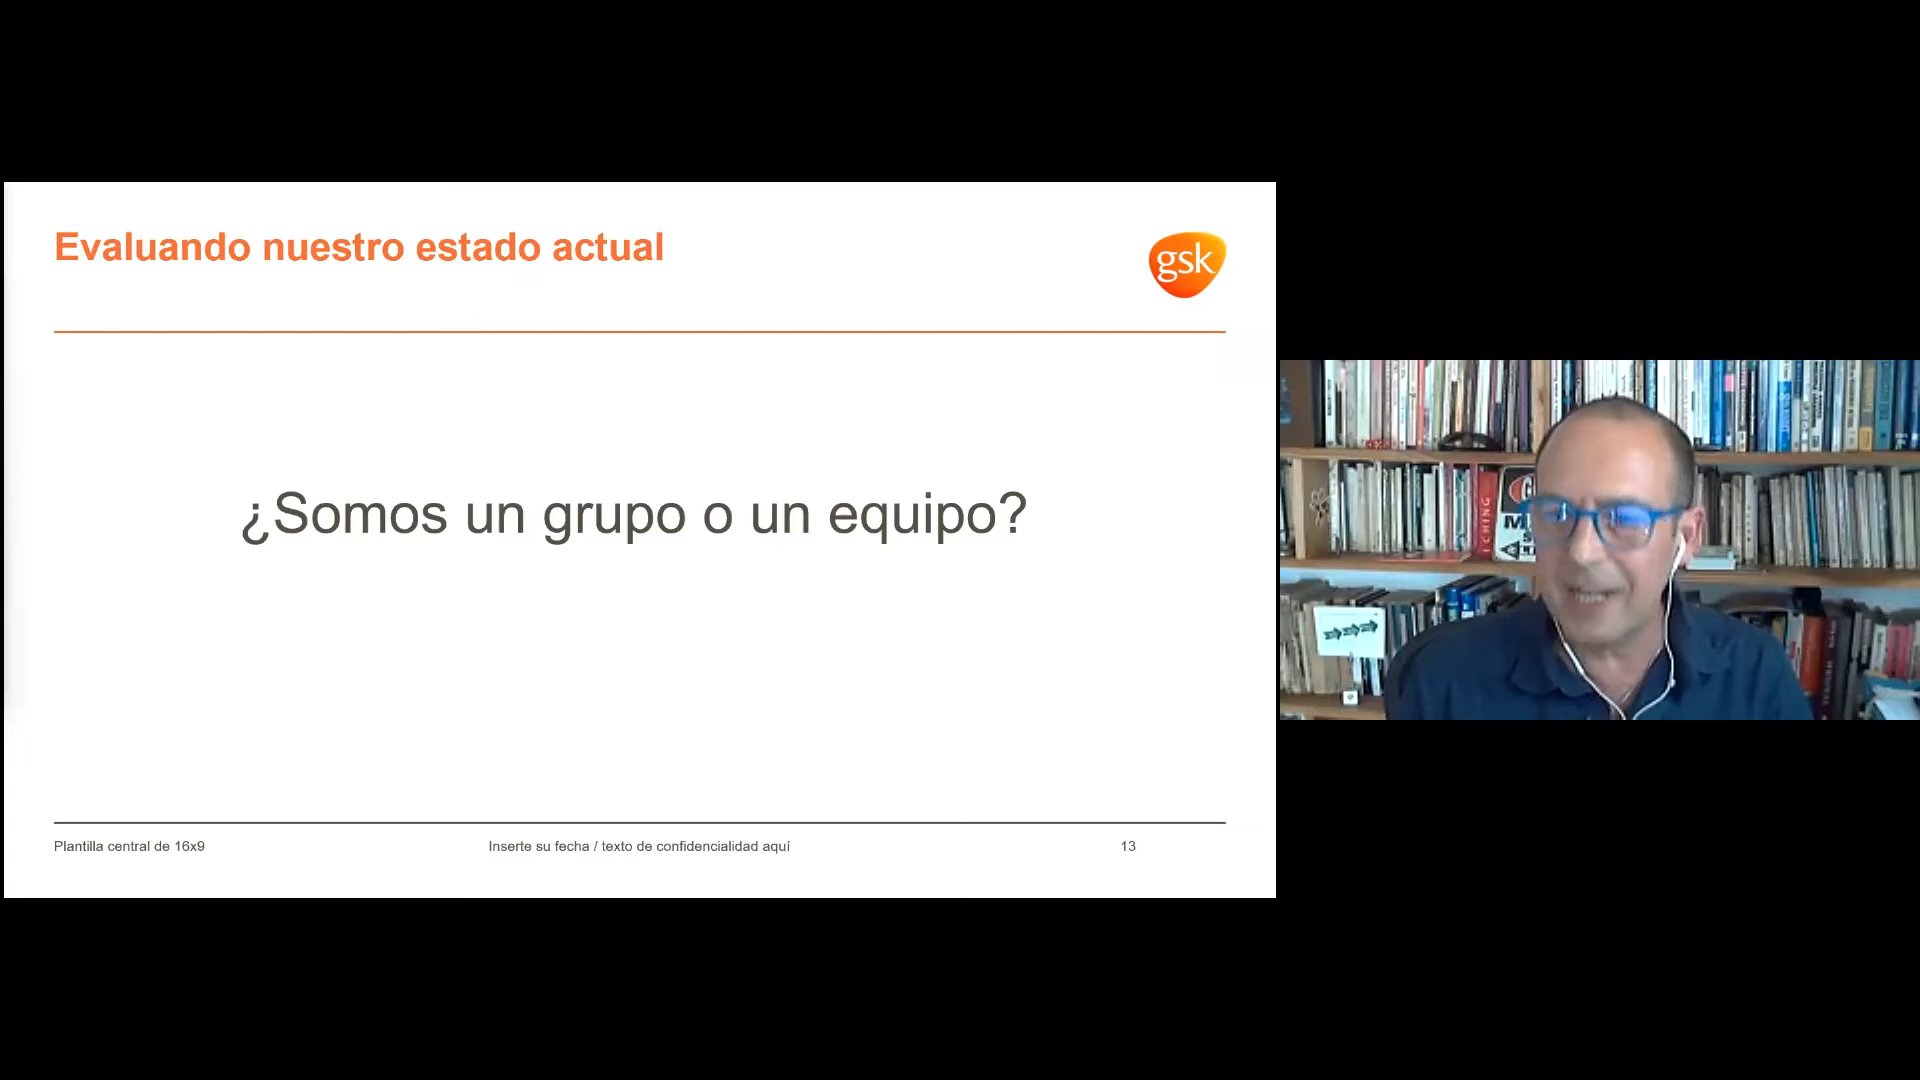 Evaluando nuestro estado actual
gsk
¿Somos un grupo o un equipo?
Plantilla central de 16x9
Inserte su fecha / texto de confidencialidad aquí
13
I CHING